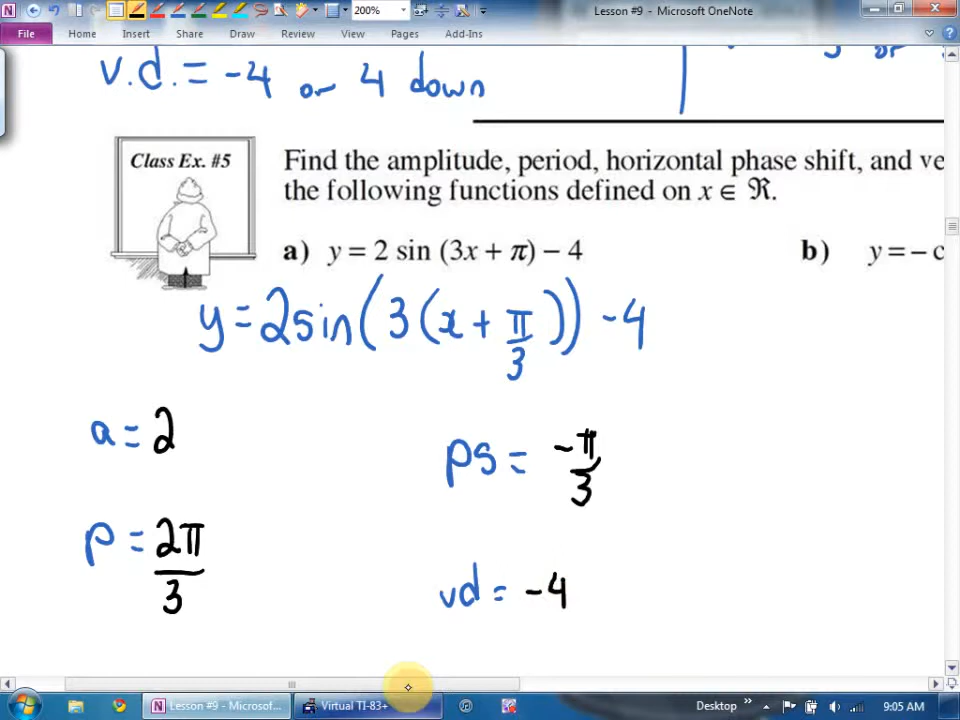 200%
Lesson #9 - Microsoft OneNote
File Home Insert Share Draw Review View Pages Add-Ins
v.d. = -4 or 4 down
Class Ex. #5
Find the amplitude, period, horizontal phase shift, and ve
the following functions defined on x ∈ ℜ.
a) y = 2 sin (3x + π) – 4
b) y = – c
y = 2sin(3(x + π/3)) - 4
a = 2
ps = -π/3
p = 2π/3
vd = -4
Lesson #9 - Microsof...
Virtual TI-83+
Desktop
9:05 AM